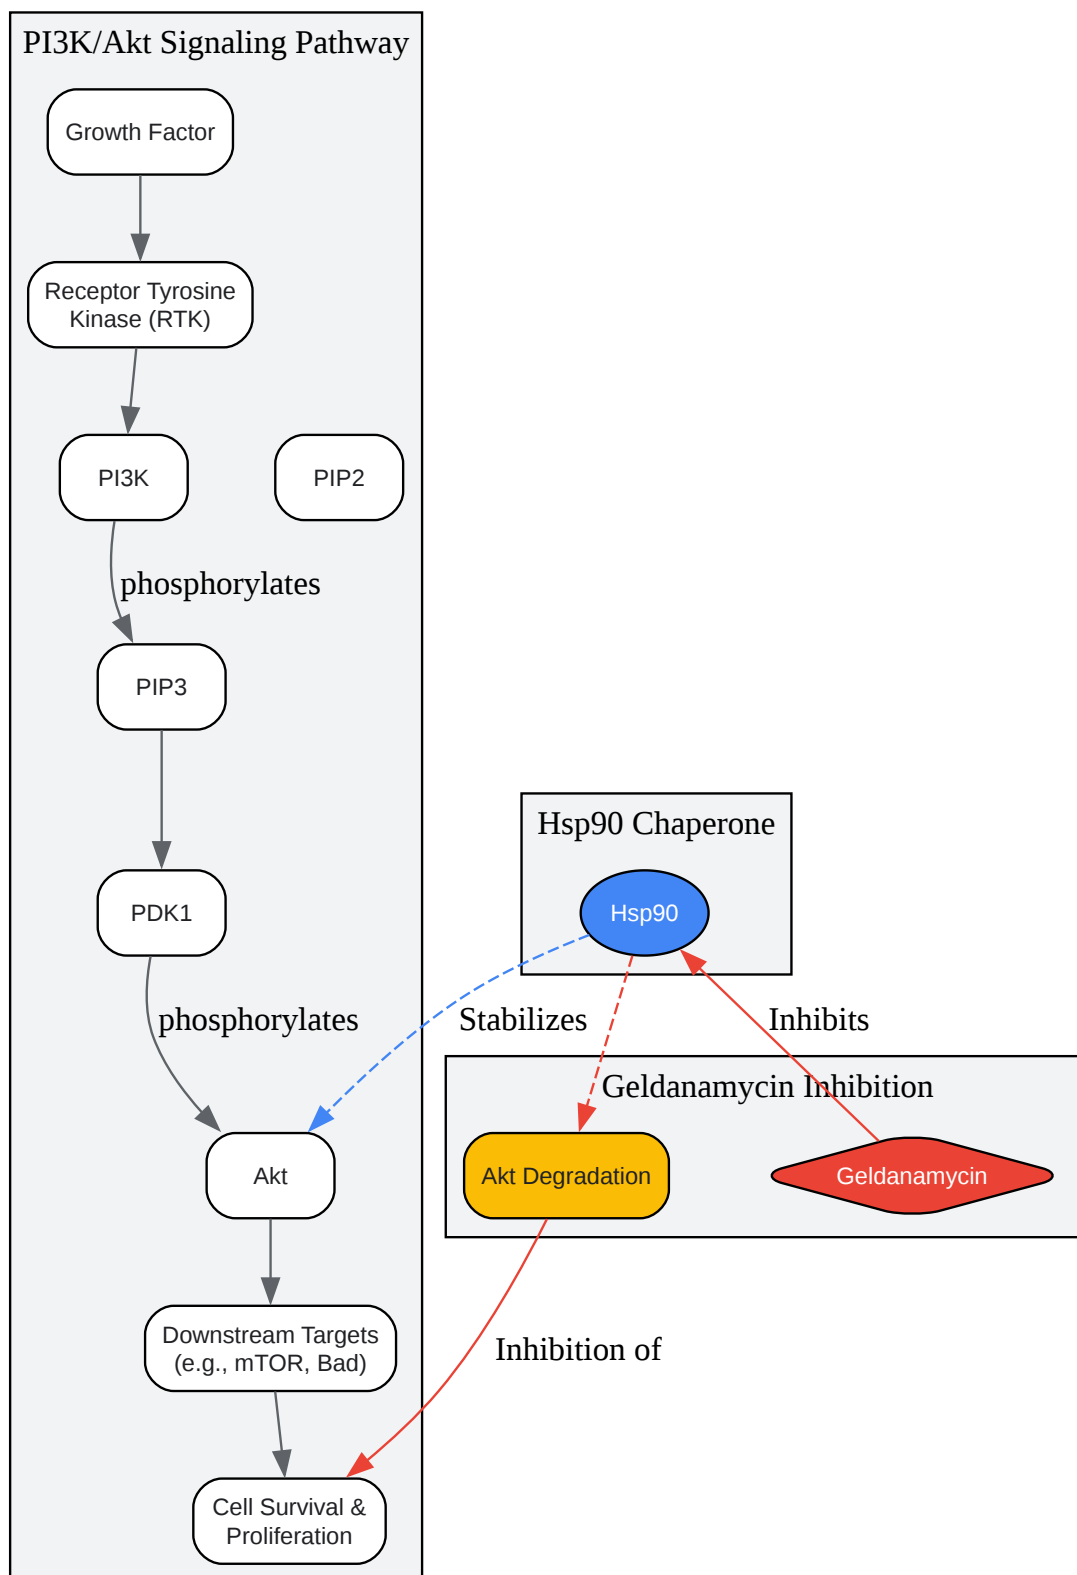 PI3K/Akt Signaling Pathway
Growth Factor
Receptor Tyrosine
Kinase (RTK)
PI3K
PIP2
phosphorylates
PIP3
Hsp90 Chaperone
PDK1
Hsp90
phosphorylates
Stabilizes
Inhibits
Geldanamycin Inhibition
Akt
Akt Degradation
Geldanamycin
Downstream Targets
(e.g., mTOR, Bad)
Inhibition of
Cell Survival &
Proliferation